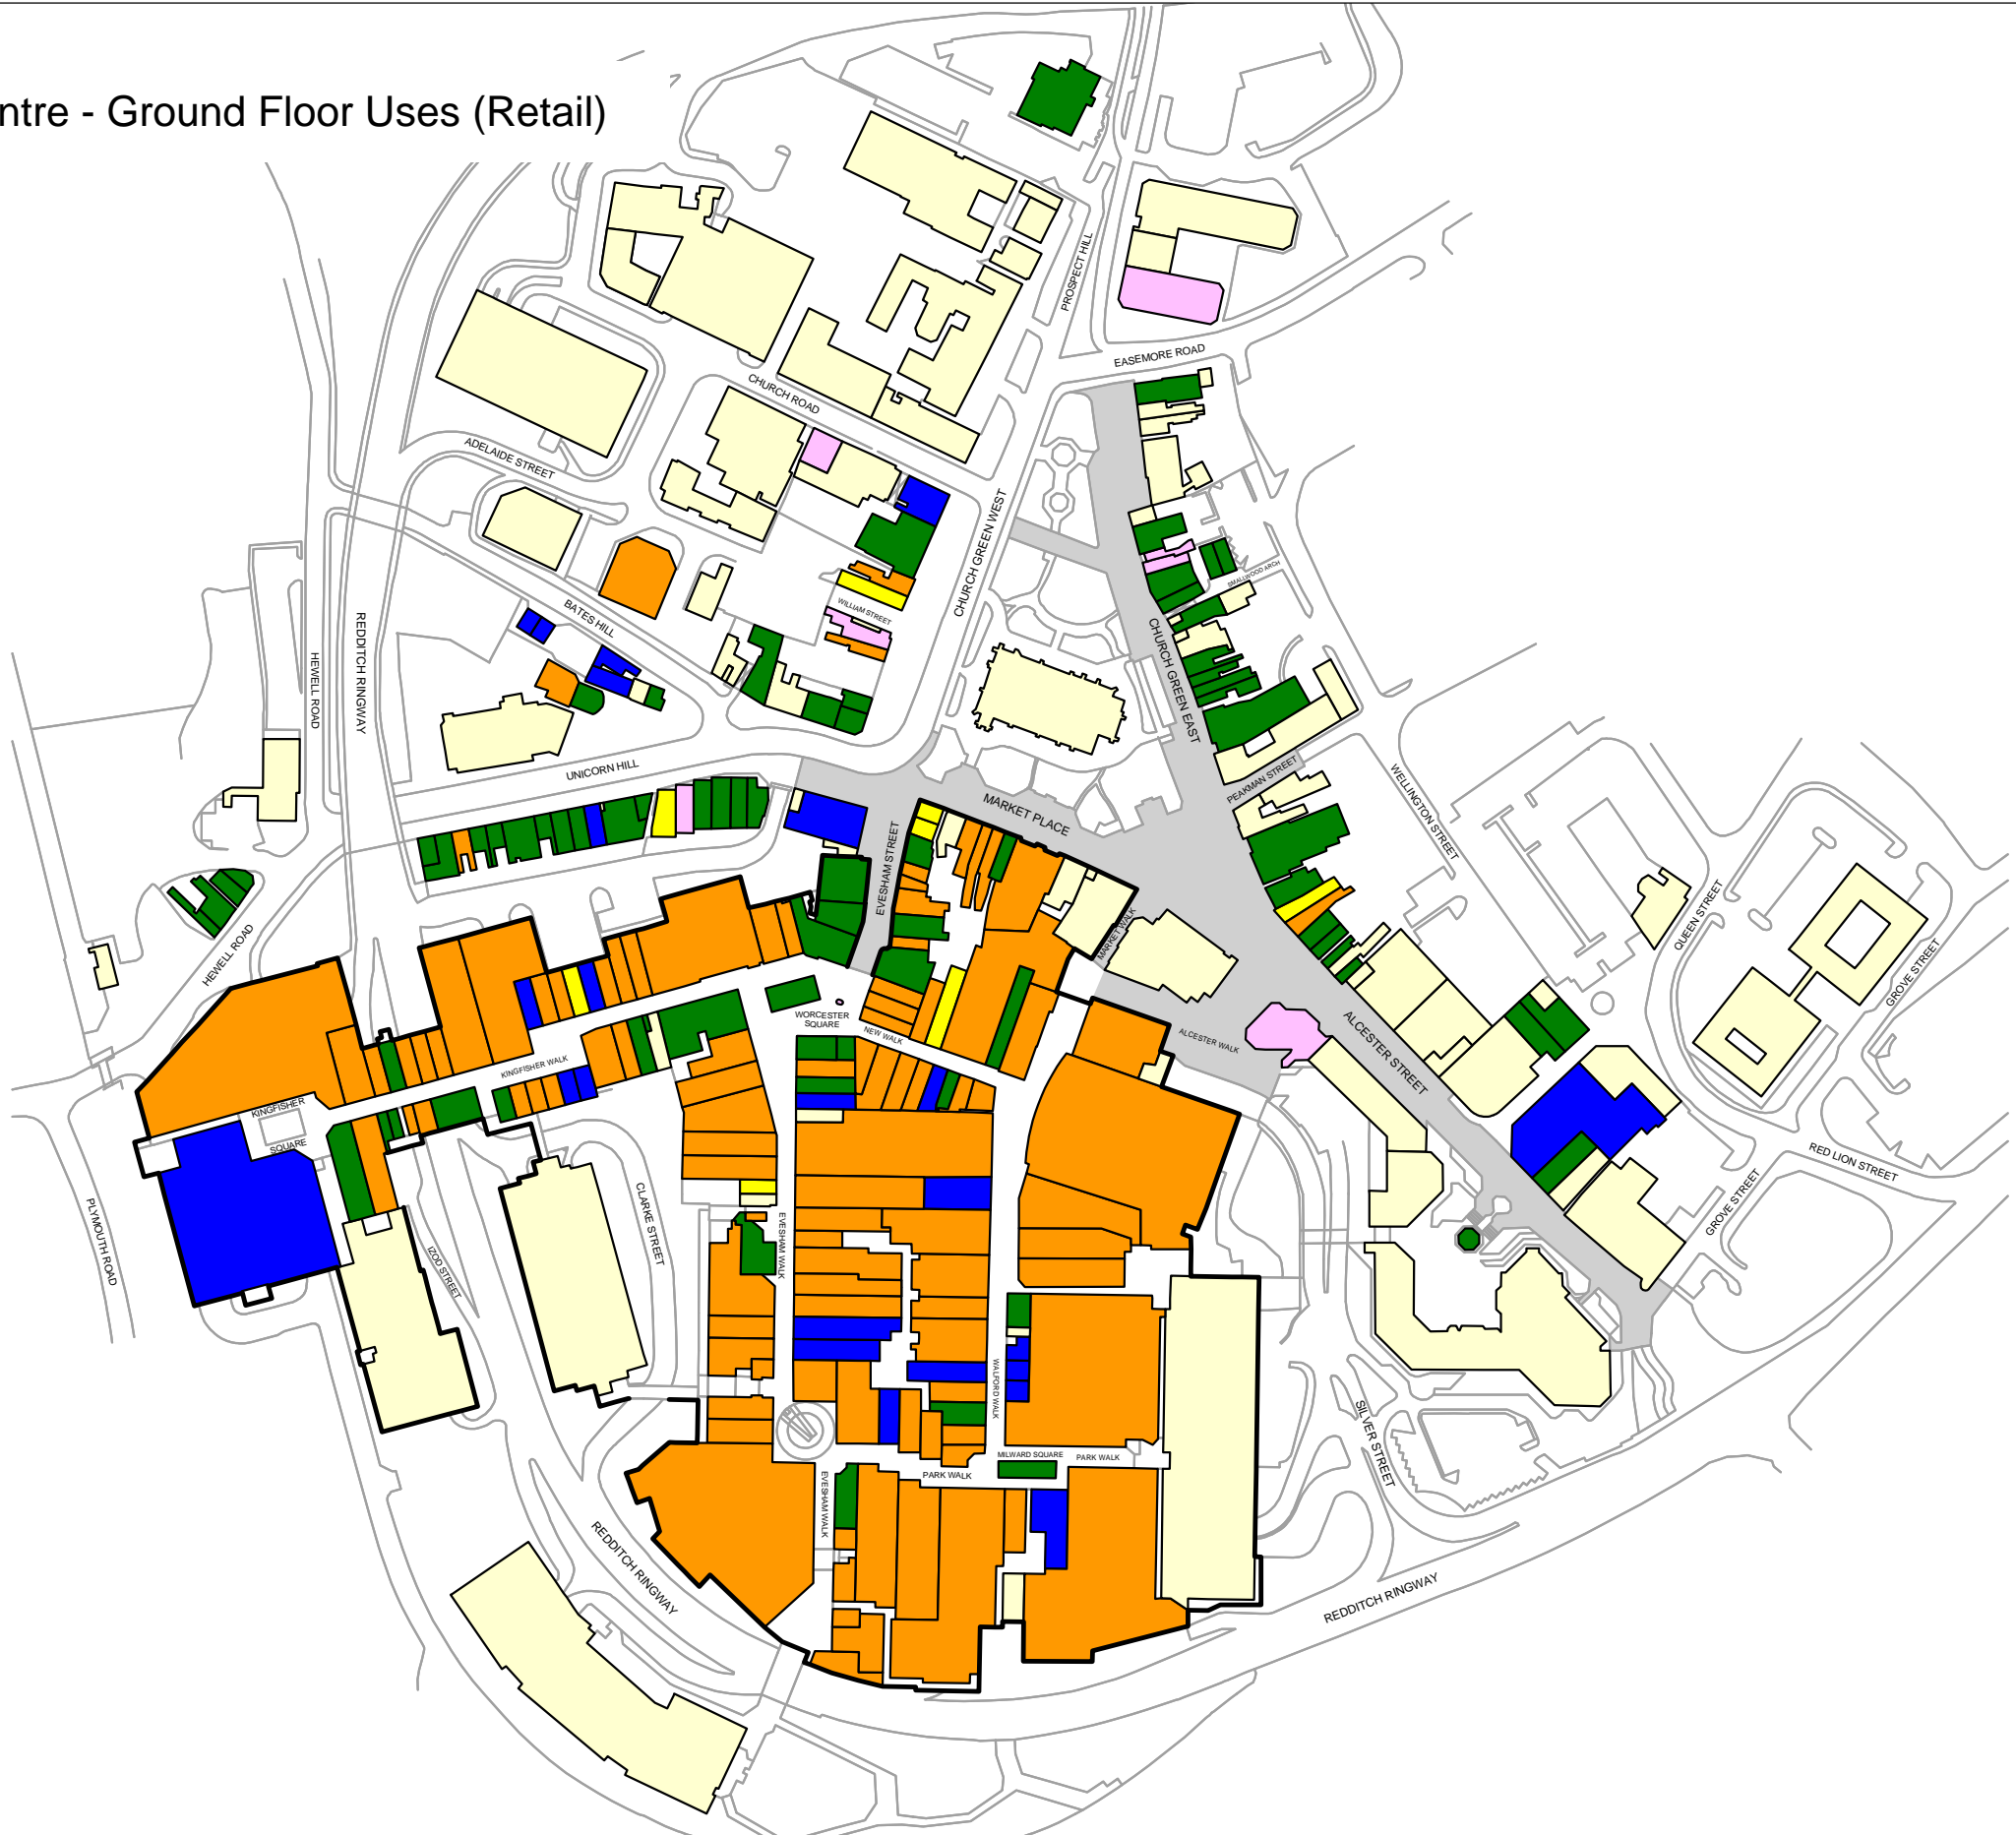 ntre - Ground Floor Uses (Retail)
PROSPECT HILL
EASEMORE ROAD
CHURCH ROAD
ADELAIDE STREET
CHURCH GREEN WEST
SMALLWOOD ARCH
BATES HILL
WILLIAM STREET
REDDITCH RINGWAY
HEWELL ROAD
CHURCH GREEN EAST
UNICORN HILL
PEAKMAN STREET
WELLINGTON STREET
MARKET PLACE
EVESHAM STREET
QUEEN STREET
MARKET WALK
HEWELL ROAD
GROVE STREET
WORCESTER
SQUARE
NEW WALK
ALCESTER WALK
ALCESTER STREET
KINGFISHER WALK
KINGFISHER
SQUARE
RED LION STREET
GROVE STREET
PLYMOUTH ROAD
IZOD STREET
CLARKE STREET
EVESHAM WALK
WALFORD WALK
SILVER STREET
MILWARD SQUARE
PARK WALK
PARK WALK
EVESHAM WALK
REDDITCH RINGWAY
REDDITCH RINGWAY